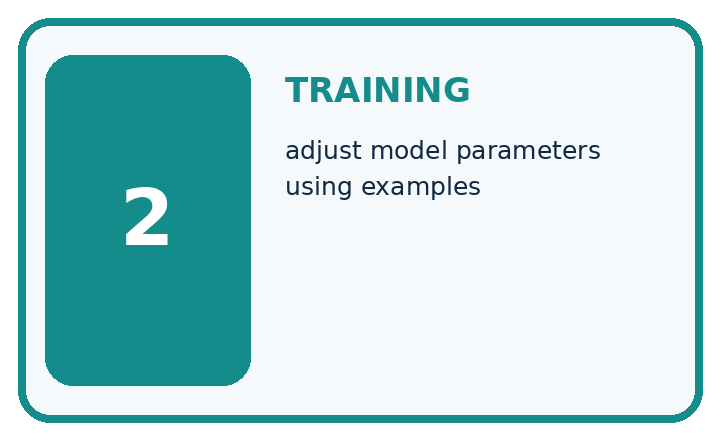 2
TRAINING
adjust model parameters
using examples